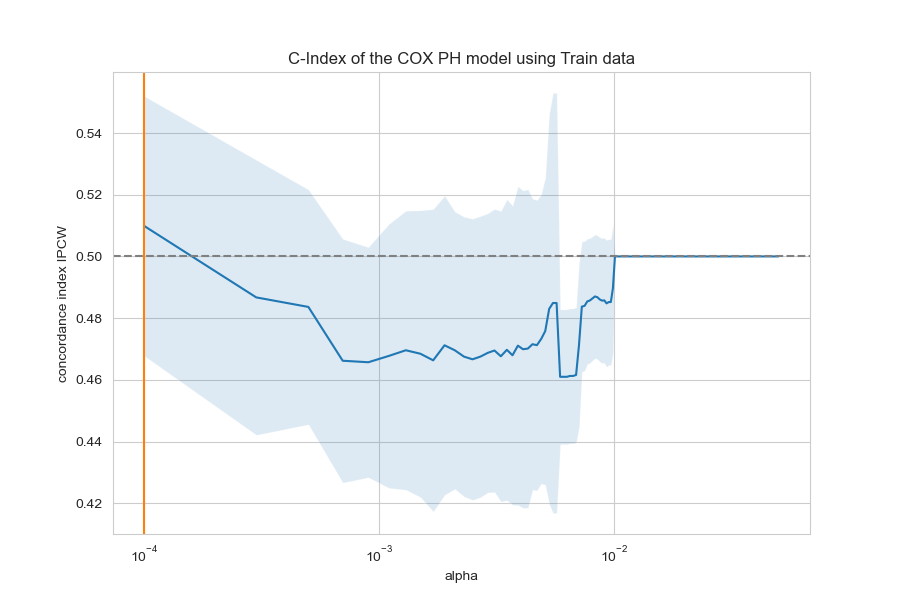 C-Index of the COX PH model using Train data
concordance index IPCW
0.54
0.52
0.50
0.48
0.46
0.44
0.42
10⁻⁴ 10⁻³ 10⁻²
alpha